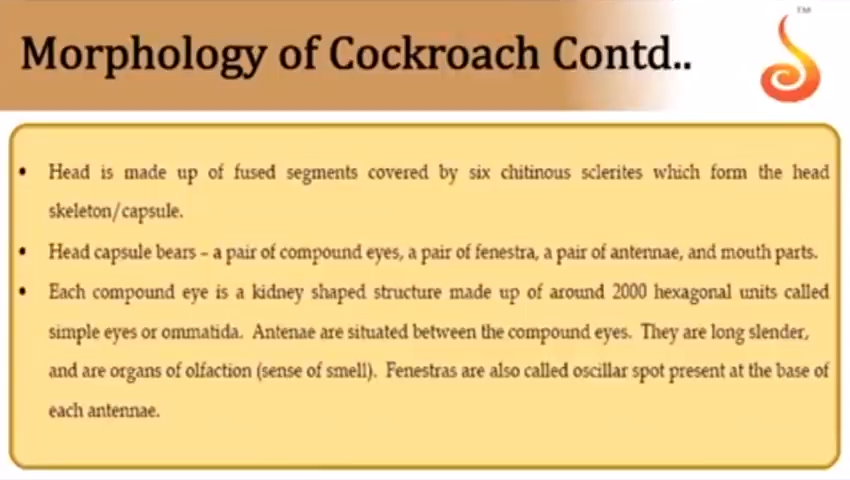 Morphology of Cockroach Contd..
TM
• Head is made up of fused segments covered by six chitinous sclerites which form the head
skeleton/capsule.
• Head capsule bears – a pair of compound eyes, a pair of fenestra, a pair of antennae, and mouth parts.
• Each compound eye is a kidney shaped structure made up of around 2000 hexagonal units called
simple eyes or ommatida. Antenae are situated between the compound eyes. They are long slender,
and are organs of olfaction (sense of smell). Fenestras are also called oscillar spot present at the base of
each antennae.